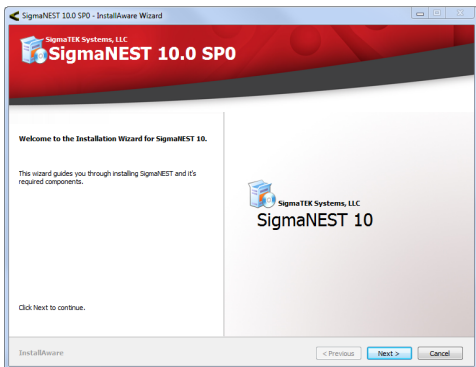 SigmaNEST 10.0 SP0 - InstallAware Wizard
SigmaTEK Systems, LLC
SigmaNEST 10.0 SP0
Welcome to the Installation Wizard for SigmaNEST 10.
This wizard guides you through installing SigmaNEST and it's
required components.
SigmaTEK Systems, LLC
SigmaNEST 10
Click Next to continue.
InstallAware
< Previous
Next >
Cancel